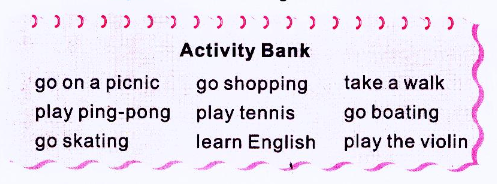 Activity Bank
go on a picnic go shopping take a walk
play ping-pong play tennis go boating
go skating learn English play the violin